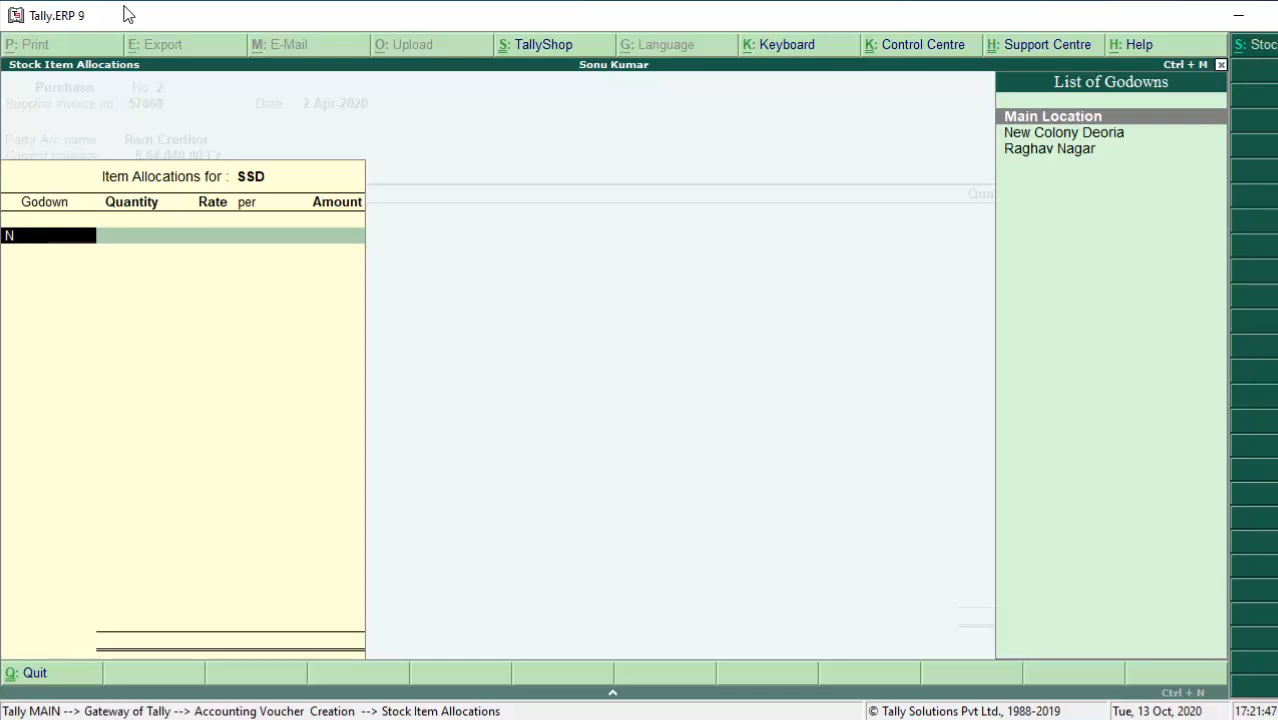 Tally.ERP 9
P: Print E: Export M: E-Mail O: Upload S: TallyShop G: Language K: Keyboard K: Control Centre H: Support Centre H: Help S: Stoc
Stock Item Allocations Sonu Kumar Ctrl + M
Purchase No 2
Supplier Invoice no 57868 Date 2-Apr-2020
Party A/c name Ram Creditor
List of Godowns
Main Location
New Colony Deoria
Raghav Nagar
Item Allocations for : SSD
Godown Quantity Rate per Amount
Qua
N
Q: Quit
Ctrl + N
Tally MAIN --> Gateway of Tally --> Accounting Voucher Creation --> Stock Item Allocations © Tally Solutions Pvt Ltd., 1988-2019 Tue, 13 Oct, 2020 17:21:47